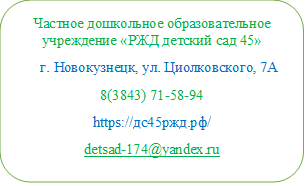 Частное дошкольное образовательное
учреждение «РЖД детский сад 45»
г. Новокузнецк, ул. Циолковского, 7А
8(3843) 71-58-94
https://дс45ржд.рф/
detsad-174@yandex.ru